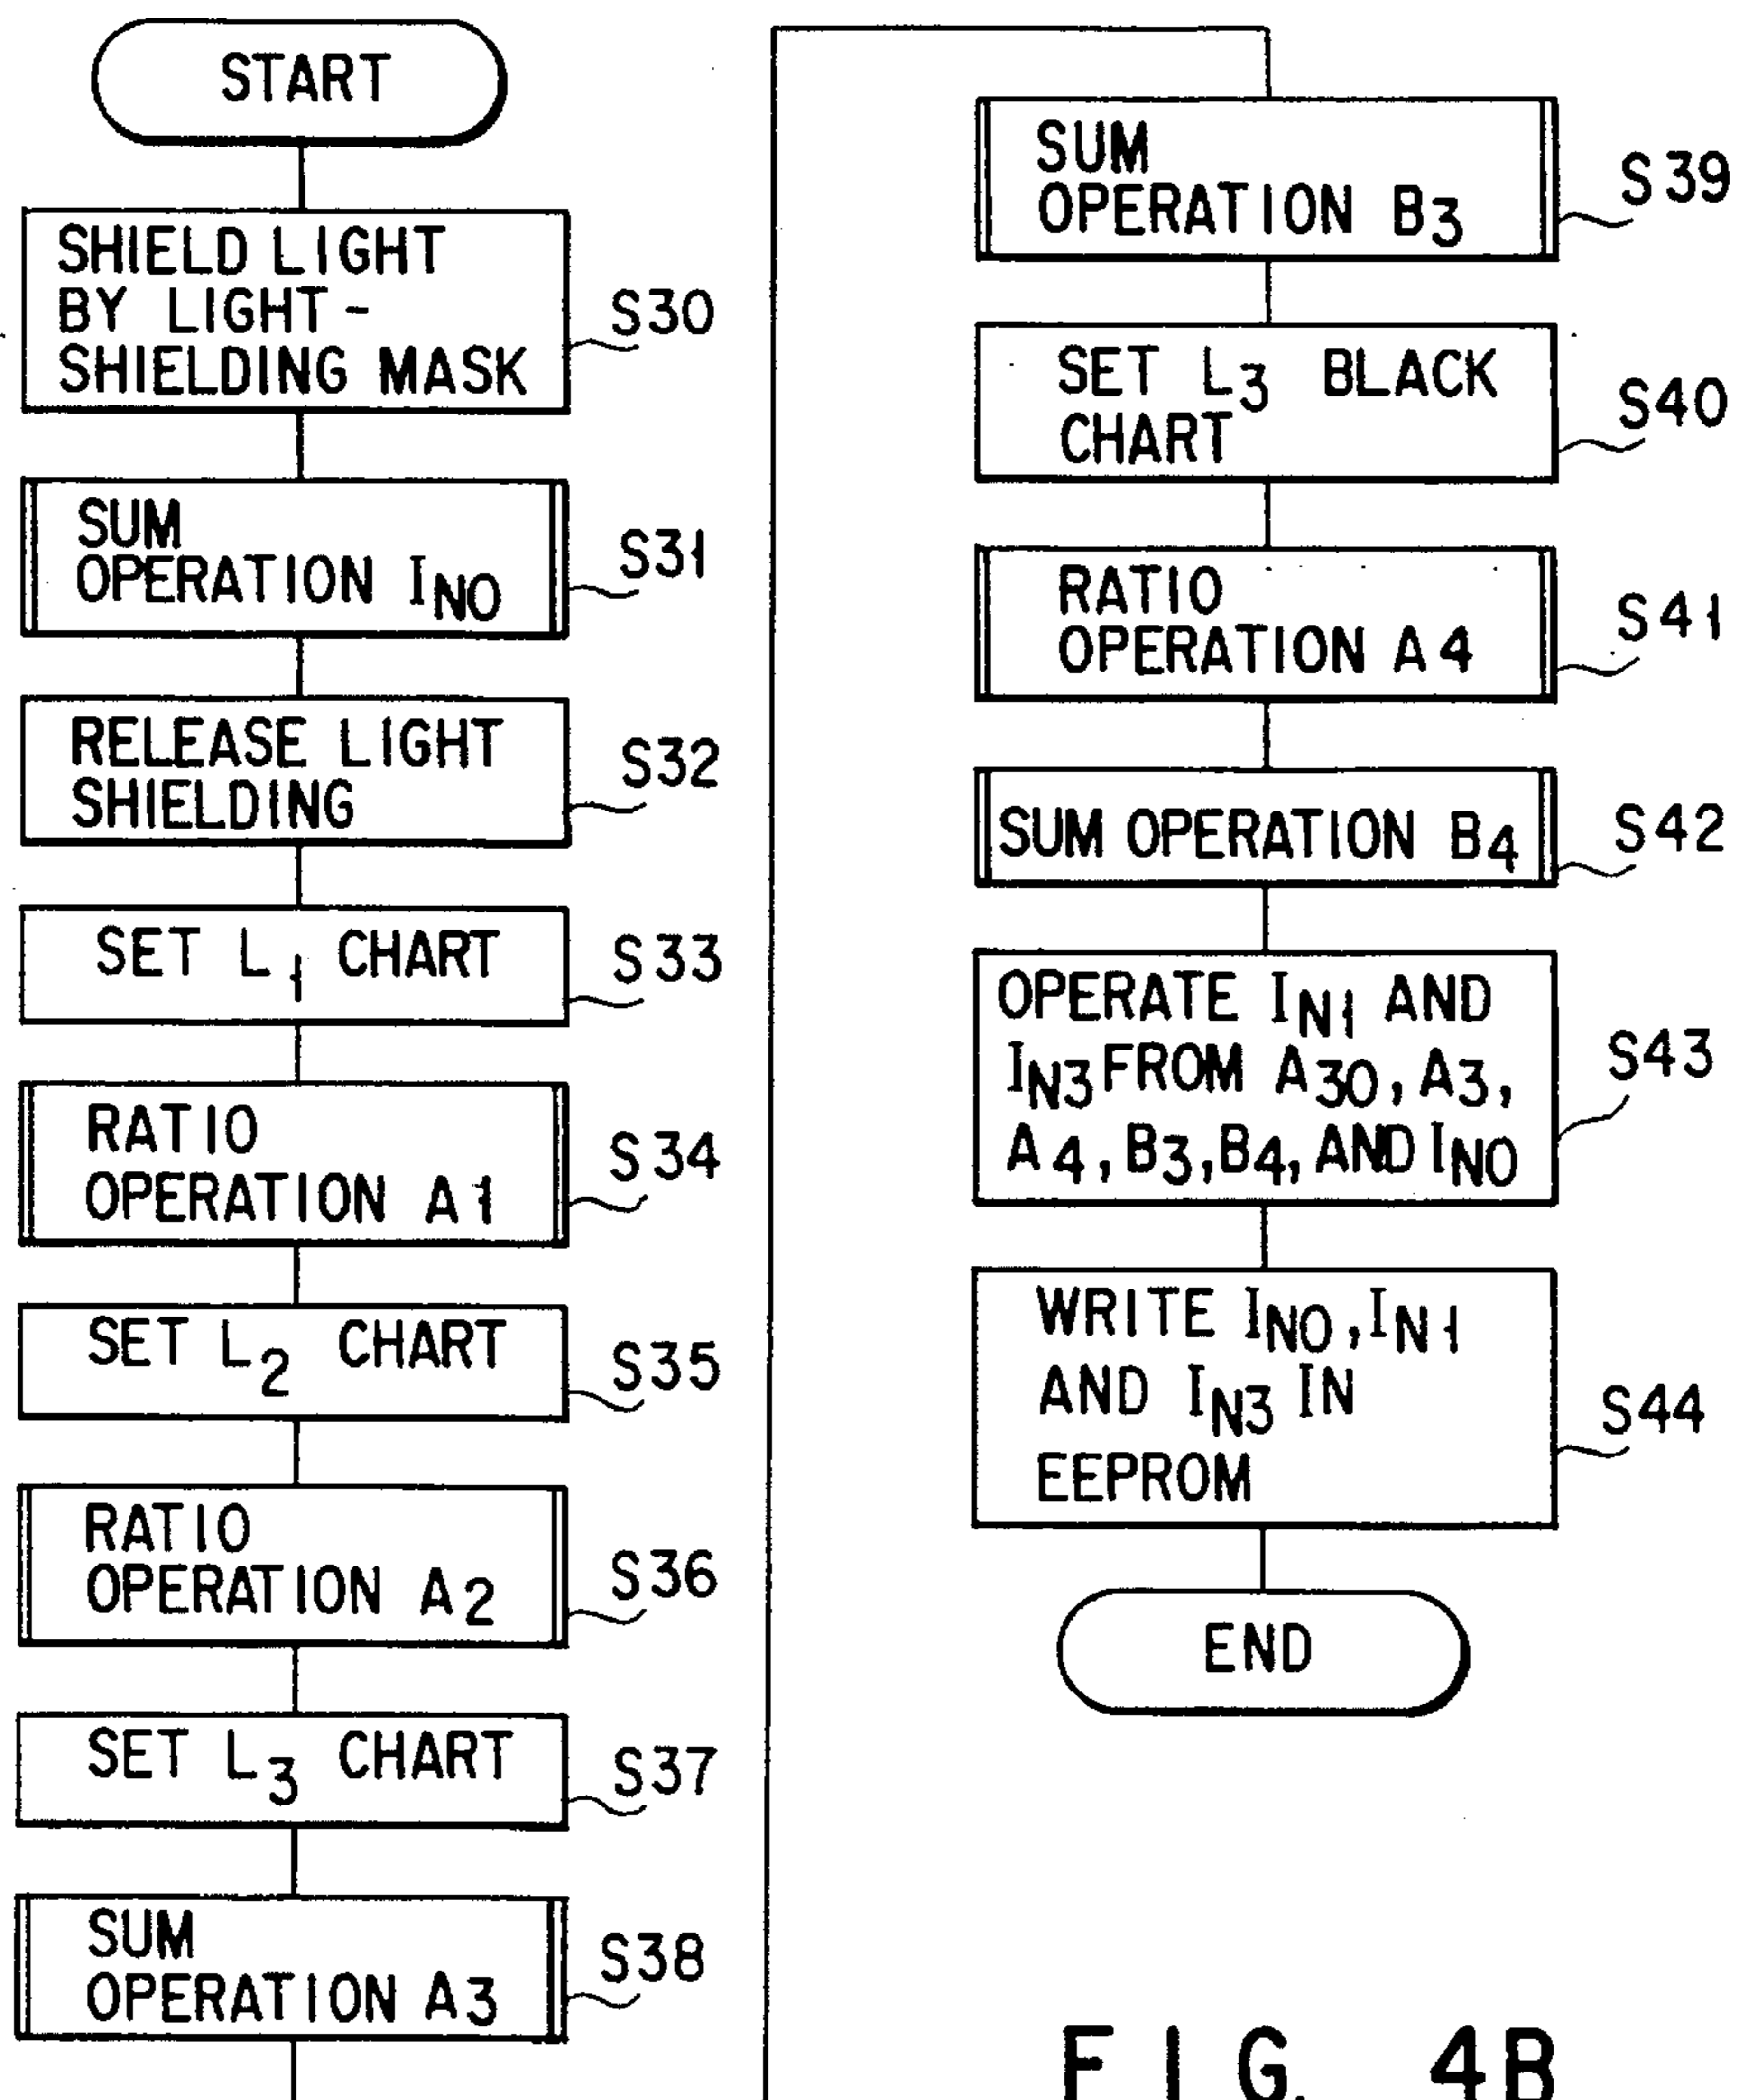 START
SHIELD LIGHT
BY LIGHT-
SHIELDING MASK
S30
SUM
OPERATION IN0
S31
RELEASE LIGHT
SHIELDING
S32
SET L1 CHART
S33
RATIO
OPERATION A1
S34
SET L2 CHART
S35
RATIO
OPERATION A2
S36
SET L3 CHART
S37
SUM
OPERATION A3
S38
SUM
OPERATION B3
S39
SET L3 BLACK
CHART
S40
RATIO
OPERATION A4
S41
SUM OPERATION B4
S42
OPERATE IN1 AND
IN3 FROM A30, A3,
A4, B3, B4, AND IN0
S43
WRITE IN0, IN1
AND IN3 IN
EEPROM
S44
END
FIG. 4B